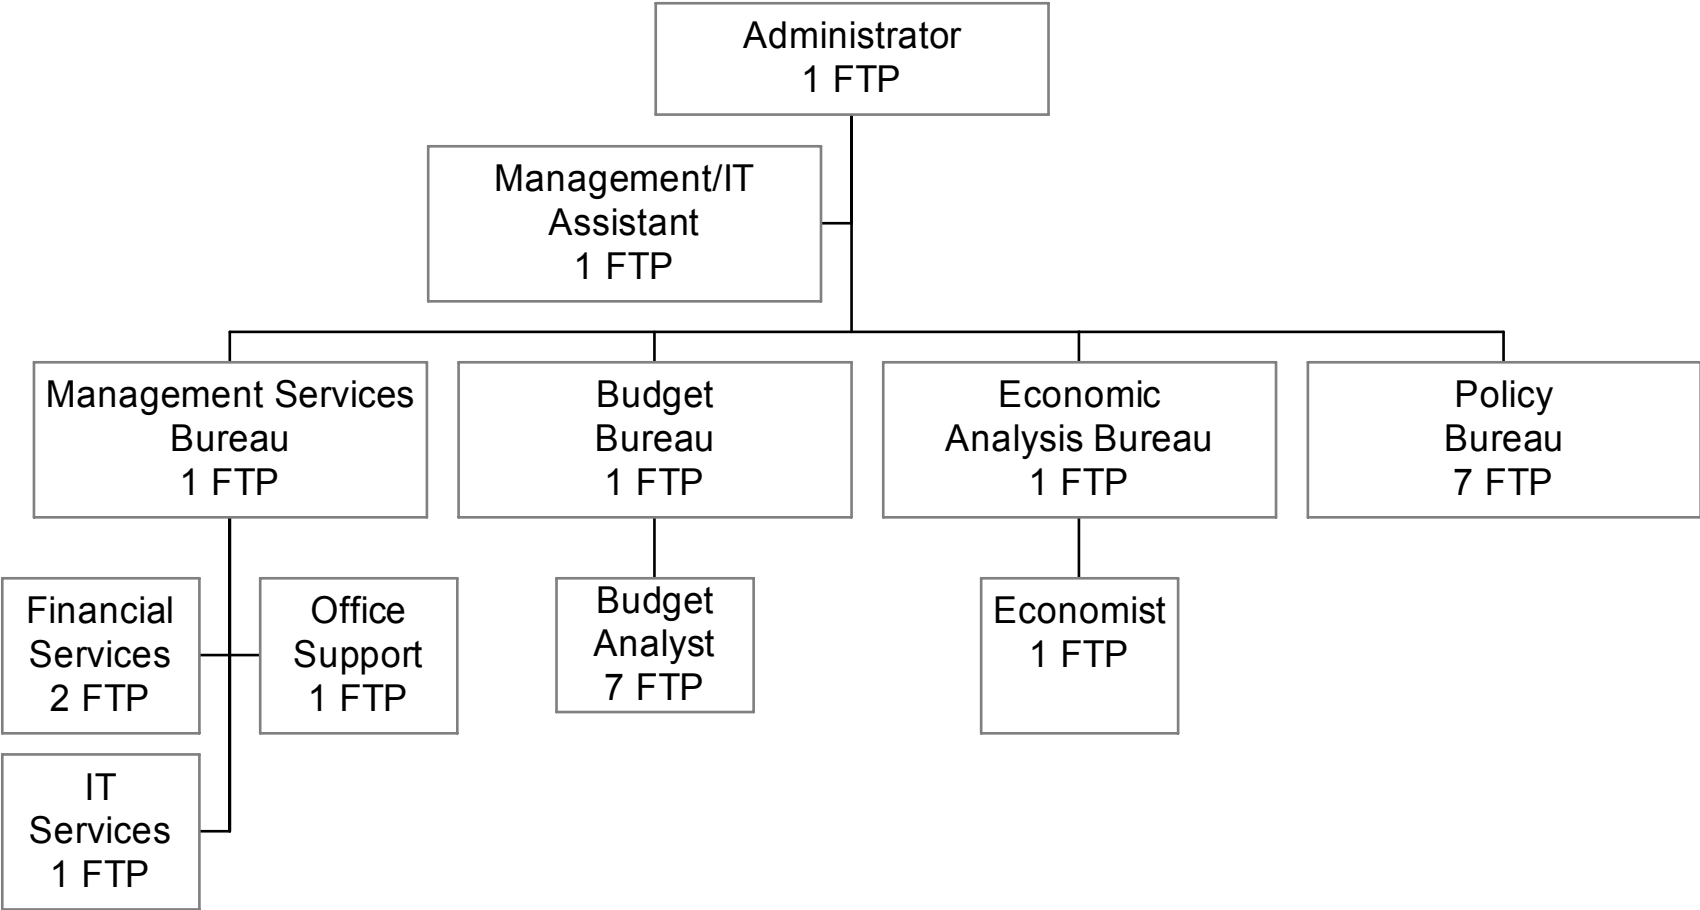 Administrator
1 FTP
Management/IT
Assistant
1 FTP
Management Services
Bureau
1 FTP
Budget
Bureau
1 FTP
Economic
Analysis Bureau
1 FTP
Policy
Bureau
7 FTP
Financial
Services
2 FTP
Office
Support
1 FTP
Budget
Analyst
7 FTP
Economist
1 FTP
IT
Services
1 FTP